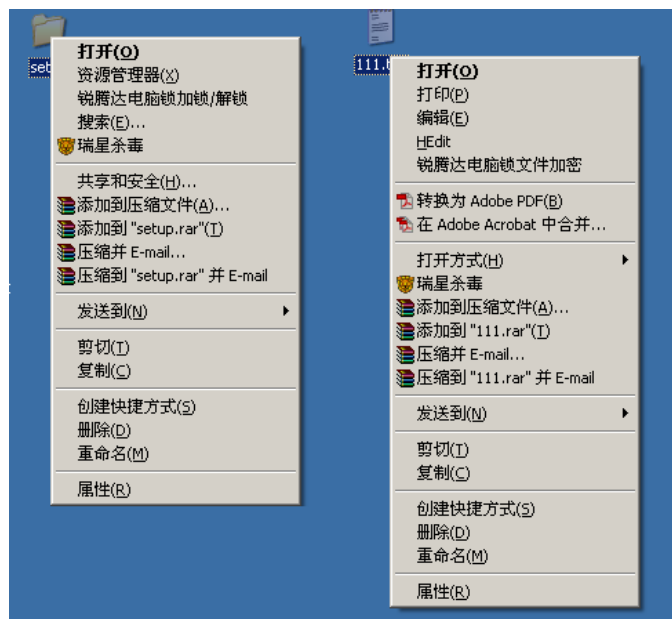 set
打开(O)
资源管理器(X)
锐腾达电脑锁加锁/解锁
搜索(E)...
瑞星杀毒
共享和安全(H)...
添加到压缩文件(A)...
添加到 "setup.rar"(T)
压缩并 E-mail...
压缩到 "setup.rar" 并 E-mail
发送到(N)
剪切(T)
复制(C)
创建快捷方式(S)
删除(D)
重命名(M)
属性(R)
111.t
打开(O)
打印(P)
编辑(E)
HEdit
锐腾达电脑锁文件加密
转换为 Adobe PDF(B)
在 Adobe Acrobat 中合并...
打开方式(H)
瑞星杀毒
添加到压缩文件(A)...
添加到 "111.rar"(T)
压缩并 E-mail...
压缩到 "111.rar" 并 E-mail
发送到(N)
剪切(T)
复制(C)
创建快捷方式(S)
删除(D)
重命名(M)
属性(R)